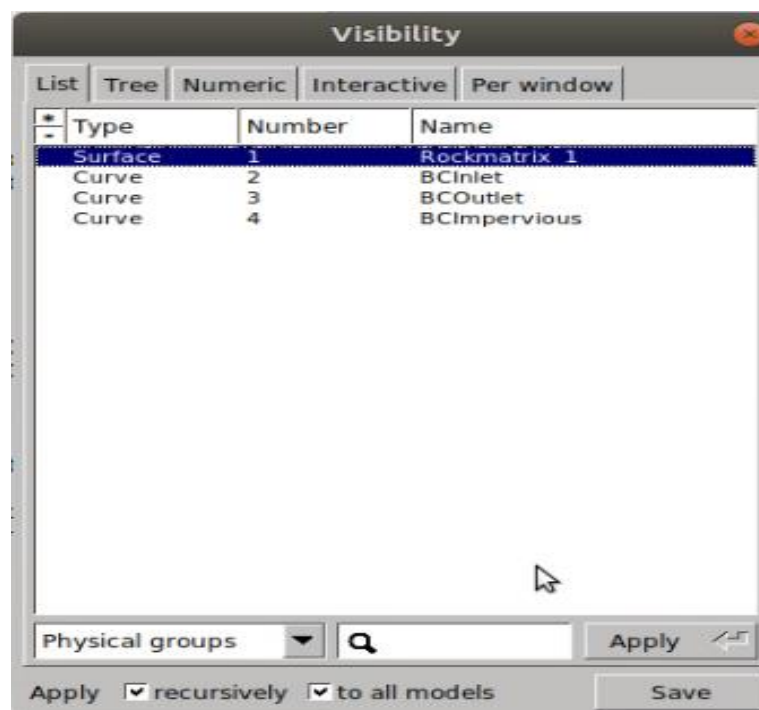 Visibility
List Tree Numeric Interactive Per window
* - Type Number Name
Surface 1 Rockmatrix 1
Curve 2 BCInlet
Curve 3 BCOutlet
Curve 4 BCImpervious
Physical groups Apply
Apply recursively to all models Save